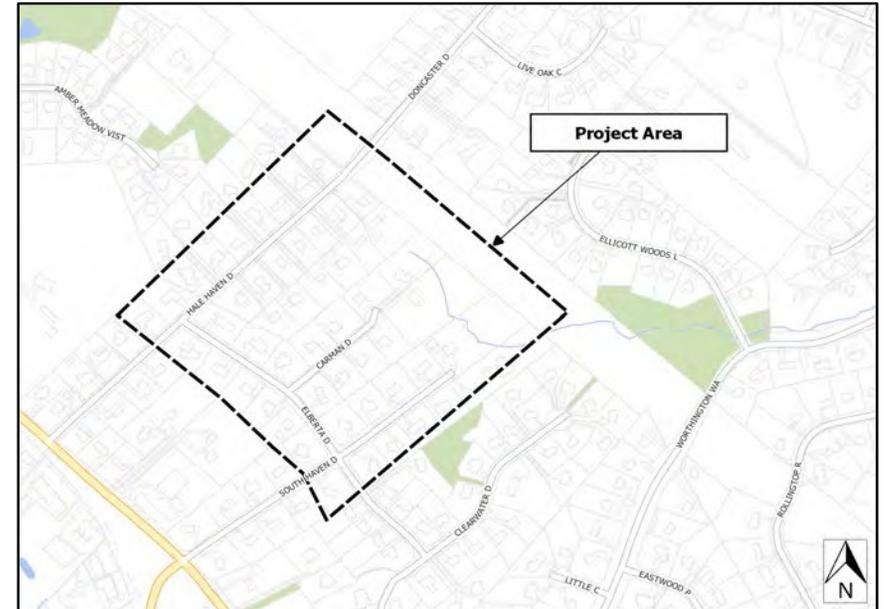 DONCASTER D
LIVE OAK C
AMBER MEADOW VIST
Project Area
ELLICOTT WOODS L
HALE HAVEN D
CARMAN D
ELBERTA D
WORTHINGTON WA
SOUTH HAVEN D
CLEARWATER D
ROLLINGTOP R
LITTLE C
EASTWOOD P
N